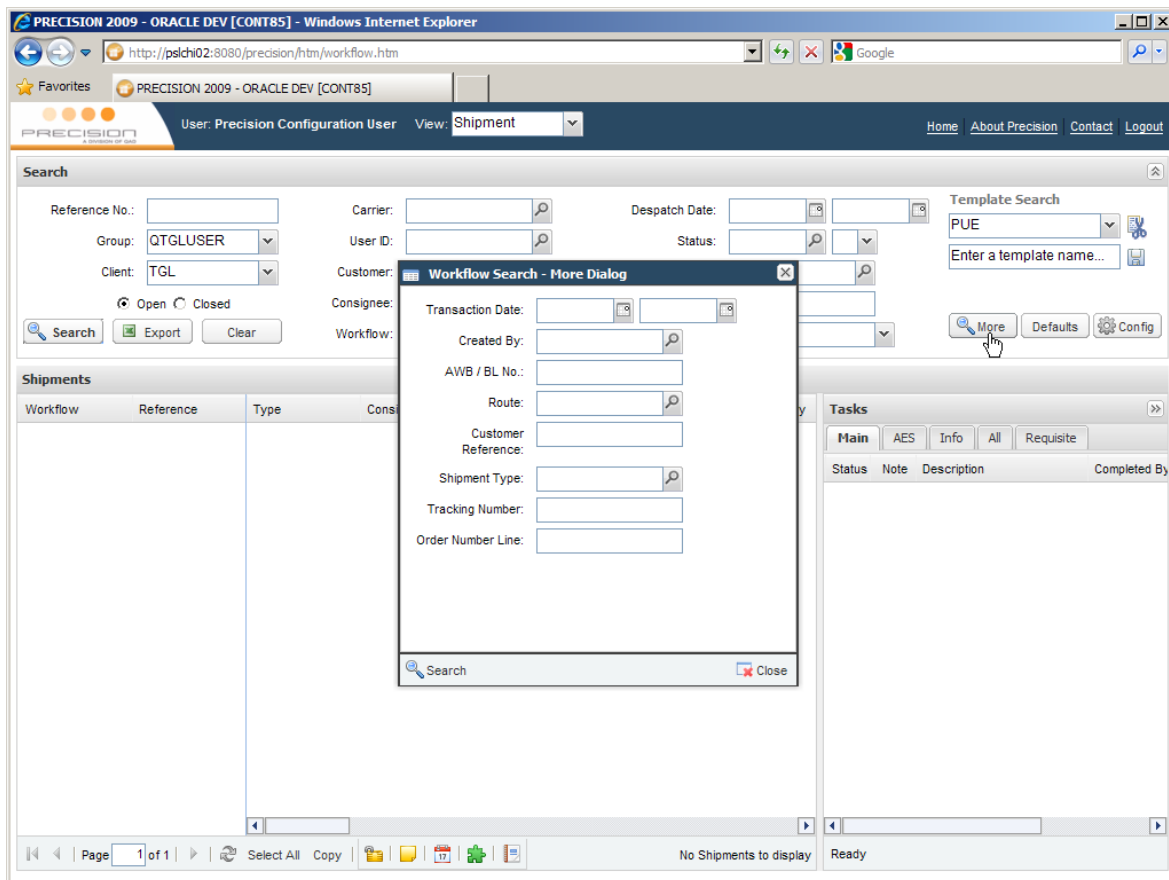 PRECISION 2009 - ORACLE DEV [CONT85] - Windows Internet Explorer
http://pslchi02:8080/precision/htm/workflow.htm
Google
Favorites
PRECISION 2009 - ORACLE DEV [CONT85]
PRECISION
A DIVISION OF QAD
User: Precision Configuration User View: Shipment
Home About Precision Contact Logout
Search
Reference No.:
Carrier:
Despatch Date:
Template Search
Group: QTGLUSER
User ID:
Status:
PUE
Client: TGL
Customer:
Enter a template name...
Open Closed
Consignee:
Search Export Clear
Workflow:
More Defaults Config
Workflow Search - More Dialog
Transaction Date:
Created By:
AWB / BL No.:
Route:
Customer
Reference:
Shipment Type:
Tracking Number:
Order Number Line:
Search Close
Shipments
Workflow Reference Type Consi y
Tasks
Main AES Info All Requisite
Status Note Description Completed By
Page 1 of 1 Select All Copy 17 No Shipments to display
Ready